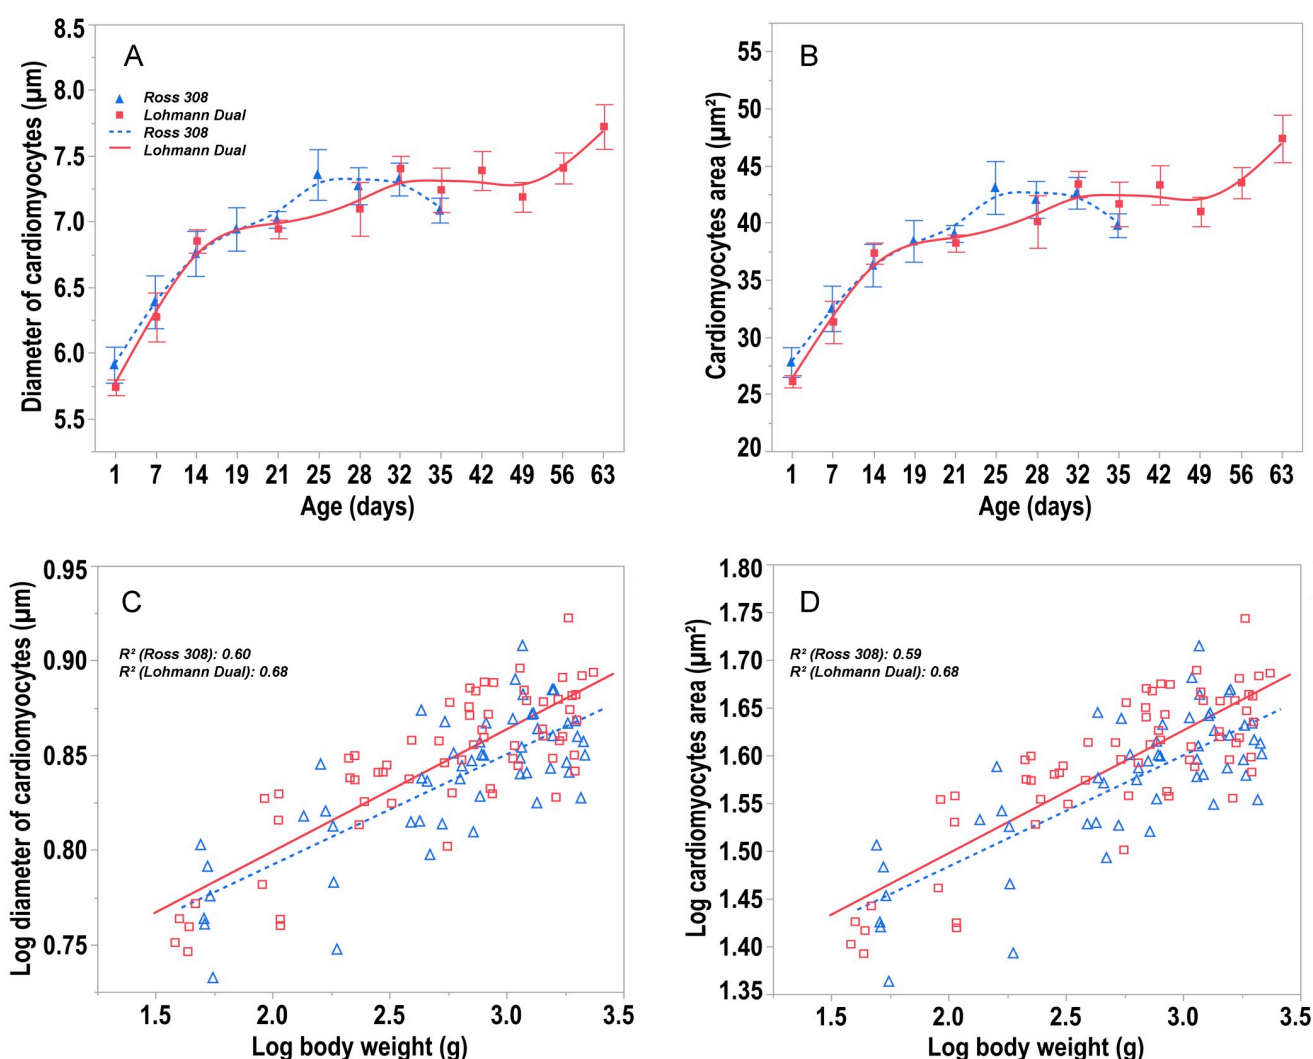 A
Diameter of cardiomyocytes (μm)
8.5
8.0
7.5
7.0
6.5
6.0
5.5
Ross 308
Lohmann Dual
Ross 308
Lohmann Dual
1 7 14 19 21 25 28 32 35 42 49 56 63
Age (days)
B
Cardiomyocytes area (μm²)
55
50
45
40
35
30
25
20
1 7 14 19 21 25 28 32 35 42 49 56 63
Age (days)
C
Log diameter of cardiomyocytes (μm)
0.95
0.90
0.85
0.80
0.75
R² (Ross 308): 0.60
R² (Lohmann Dual): 0.68
1.5 2.0 2.5 3.0 3.5
Log body weight (g)
D
Log cardiomyocytes area (μm²)
1.80
1.75
1.70
1.65
1.60
1.55
1.50
1.45
1.40
1.35
R² (Ross 308): 0.59
R² (Lohmann Dual): 0.68
1.5 2.0 2.5 3.0 3.5
Log body weight (g)